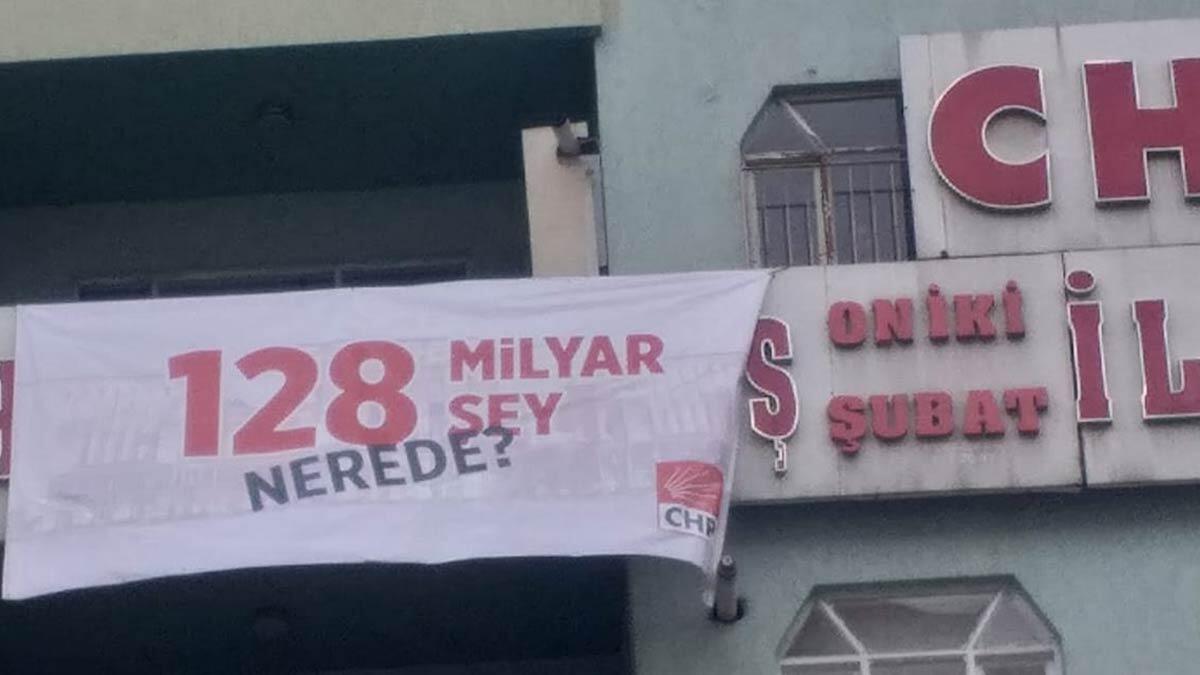 128 MİLYAR
ŞEY
NEREDE?
CHP
CH
Ş
ONİKİ
ŞUBAT
İL